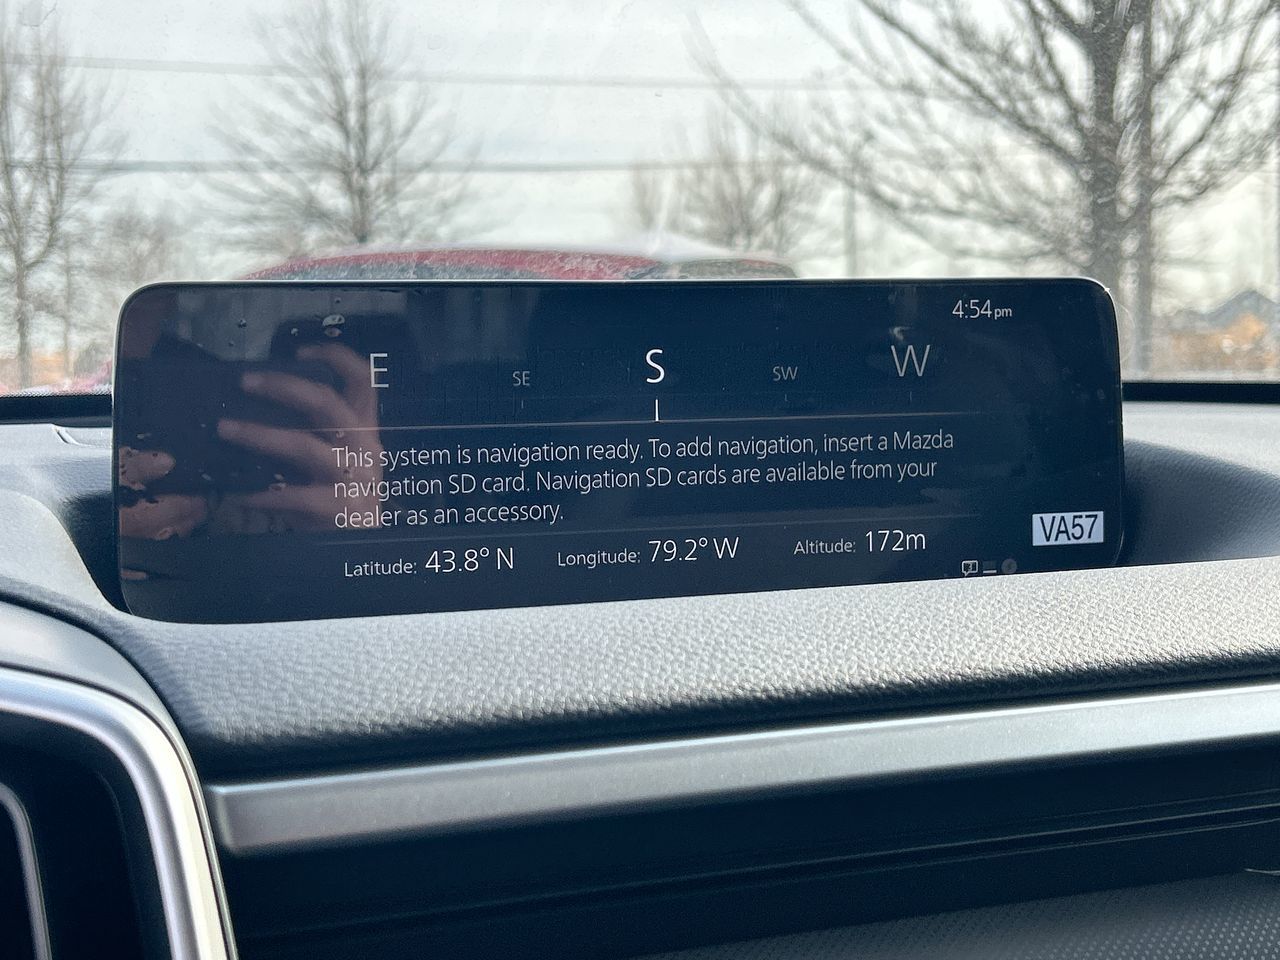 4:54pm
E SE S SW W
This system is navigation ready. To add navigation, insert a Mazda
navigation SD card. Navigation SD cards are available from your
dealer as an accessory.
Latitude: 43.8° N Longitude: 79.2° W Altitude: 172m
VA57